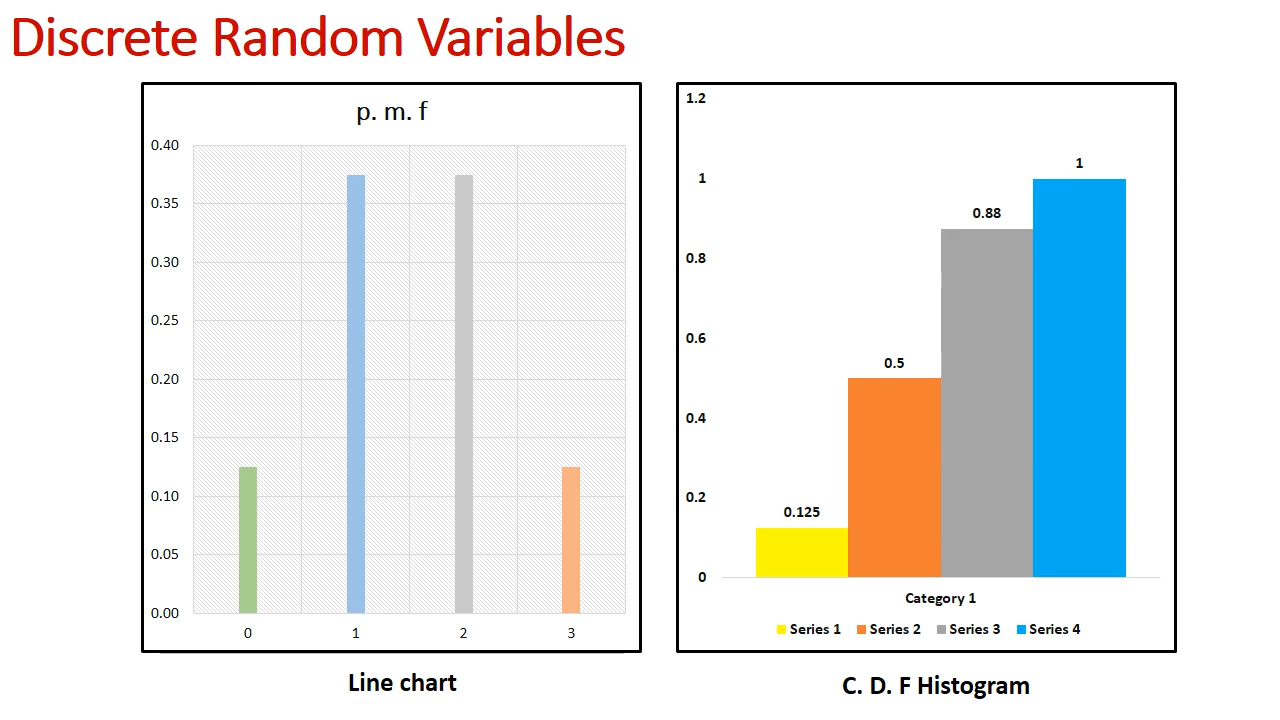 Discrete Random Variables
p. m. f
0.40
0.35
0.30
0.25
0.20
0.15
0.10
0.05
0.00
0 1 2 3
Line chart
1.2
1
0.8
0.6
0.4
0.2
0
0.125
0.5
0.88
1
Category 1
Series 1 Series 2 Series 3 Series 4
C. D. F Histogram